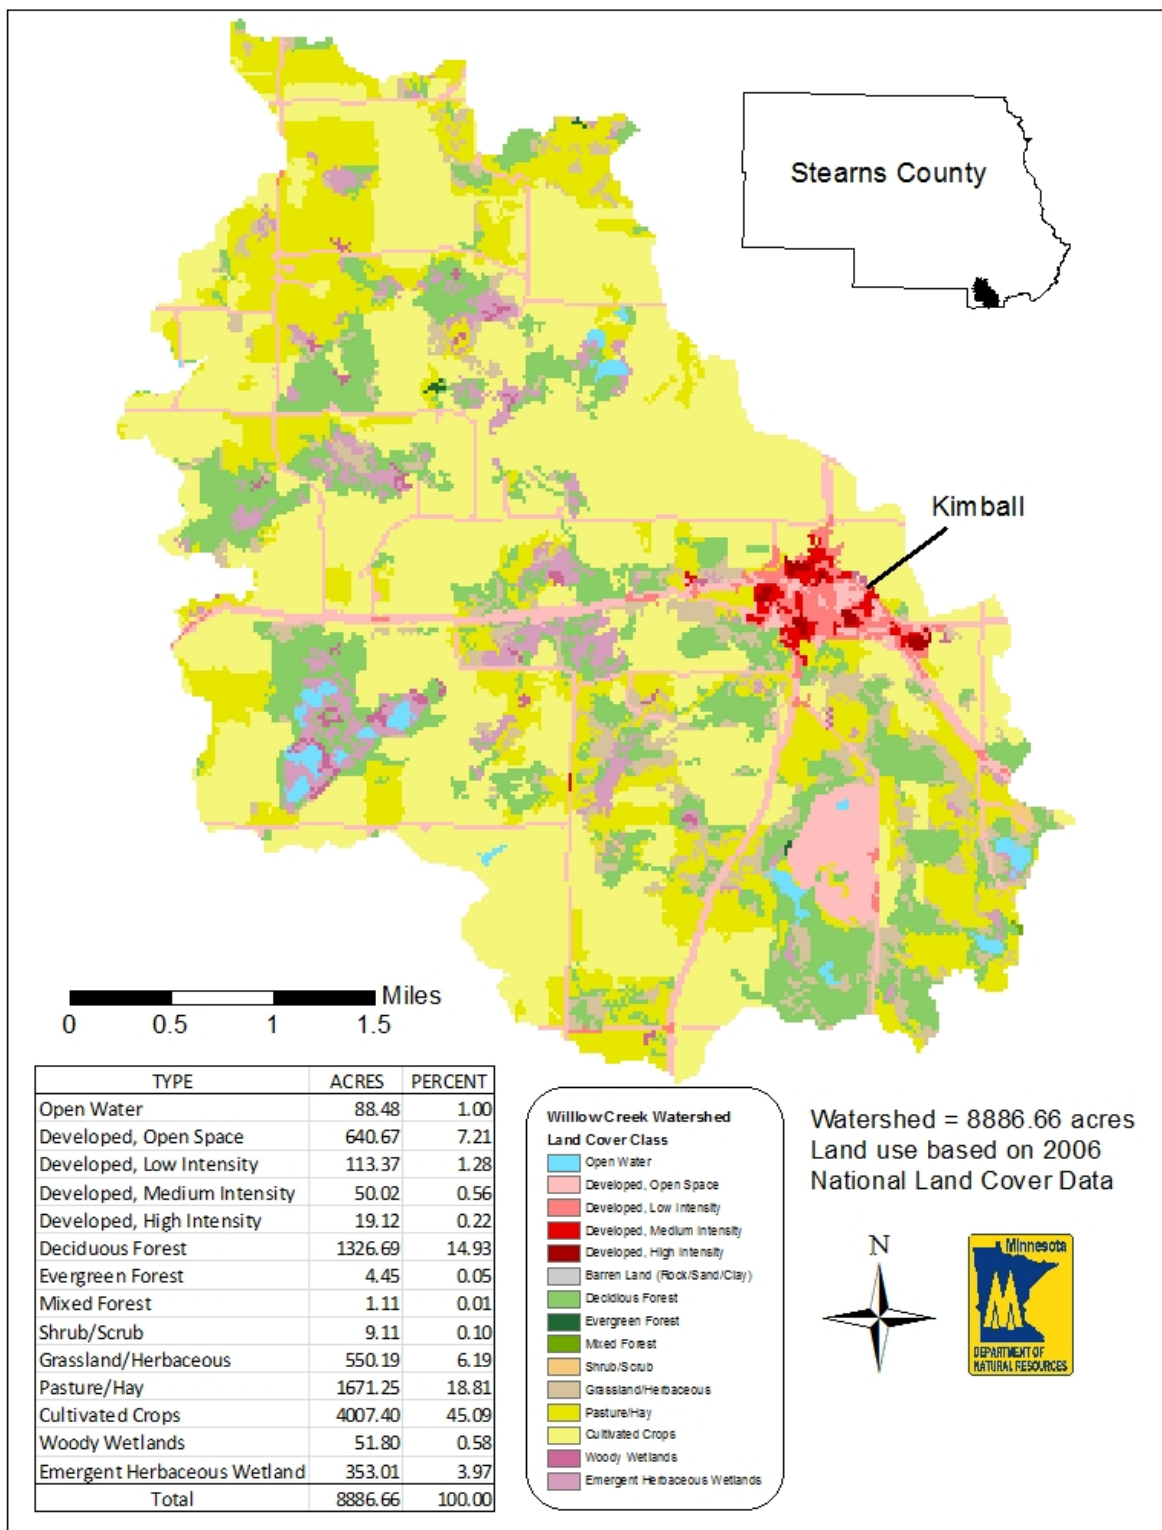 Stearns County
Kimball
Miles
0 0.5 1 1.5
TYPE ACRES PERCENT
Open Water 88.48 1.00
Developed, Open Space 640.67 7.21
Developed, Low Intensity 113.37 1.28
Developed, Medium Intensity 50.02 0.56
Developed, High Intensity 19.12 0.22
Deciduous Forest 1326.69 14.93
Evergreen Forest 4.45 0.05
Mixed Forest 1.11 0.01
Shrub/Scrub 9.11 0.10
Grassland/Herbaceous 550.19 6.19
Pasture/Hay 1671.25 18.81
Cultivated Crops 4007.40 45.09
Woody Wetlands 51.80 0.58
Emergent Herbaceous Wetland 353.01 3.97
Total 8886.66 100.00
Willlow Creek Watershed
Land Cover Class
Open Water
Developed, Open Space
Developed, Low Intensity
Developed, Medium Intensity
Developed, High Intensity
Barren Land (Rock/Sand/Clay)
Decidious Forest
Evergreen Forest
Mixed Forest
Shrub/Scrub
Grassland/Herbaceous
Pasture/Hay
Cultivated Crops
Woody Wetlands
Emergent Herbaceous Wetlands
Watershed = 8886.66 acres
Land use based on 2006
National Land Cover Data
N
Minnesota
DEPARTMENT OF
NATURAL RESOURCES